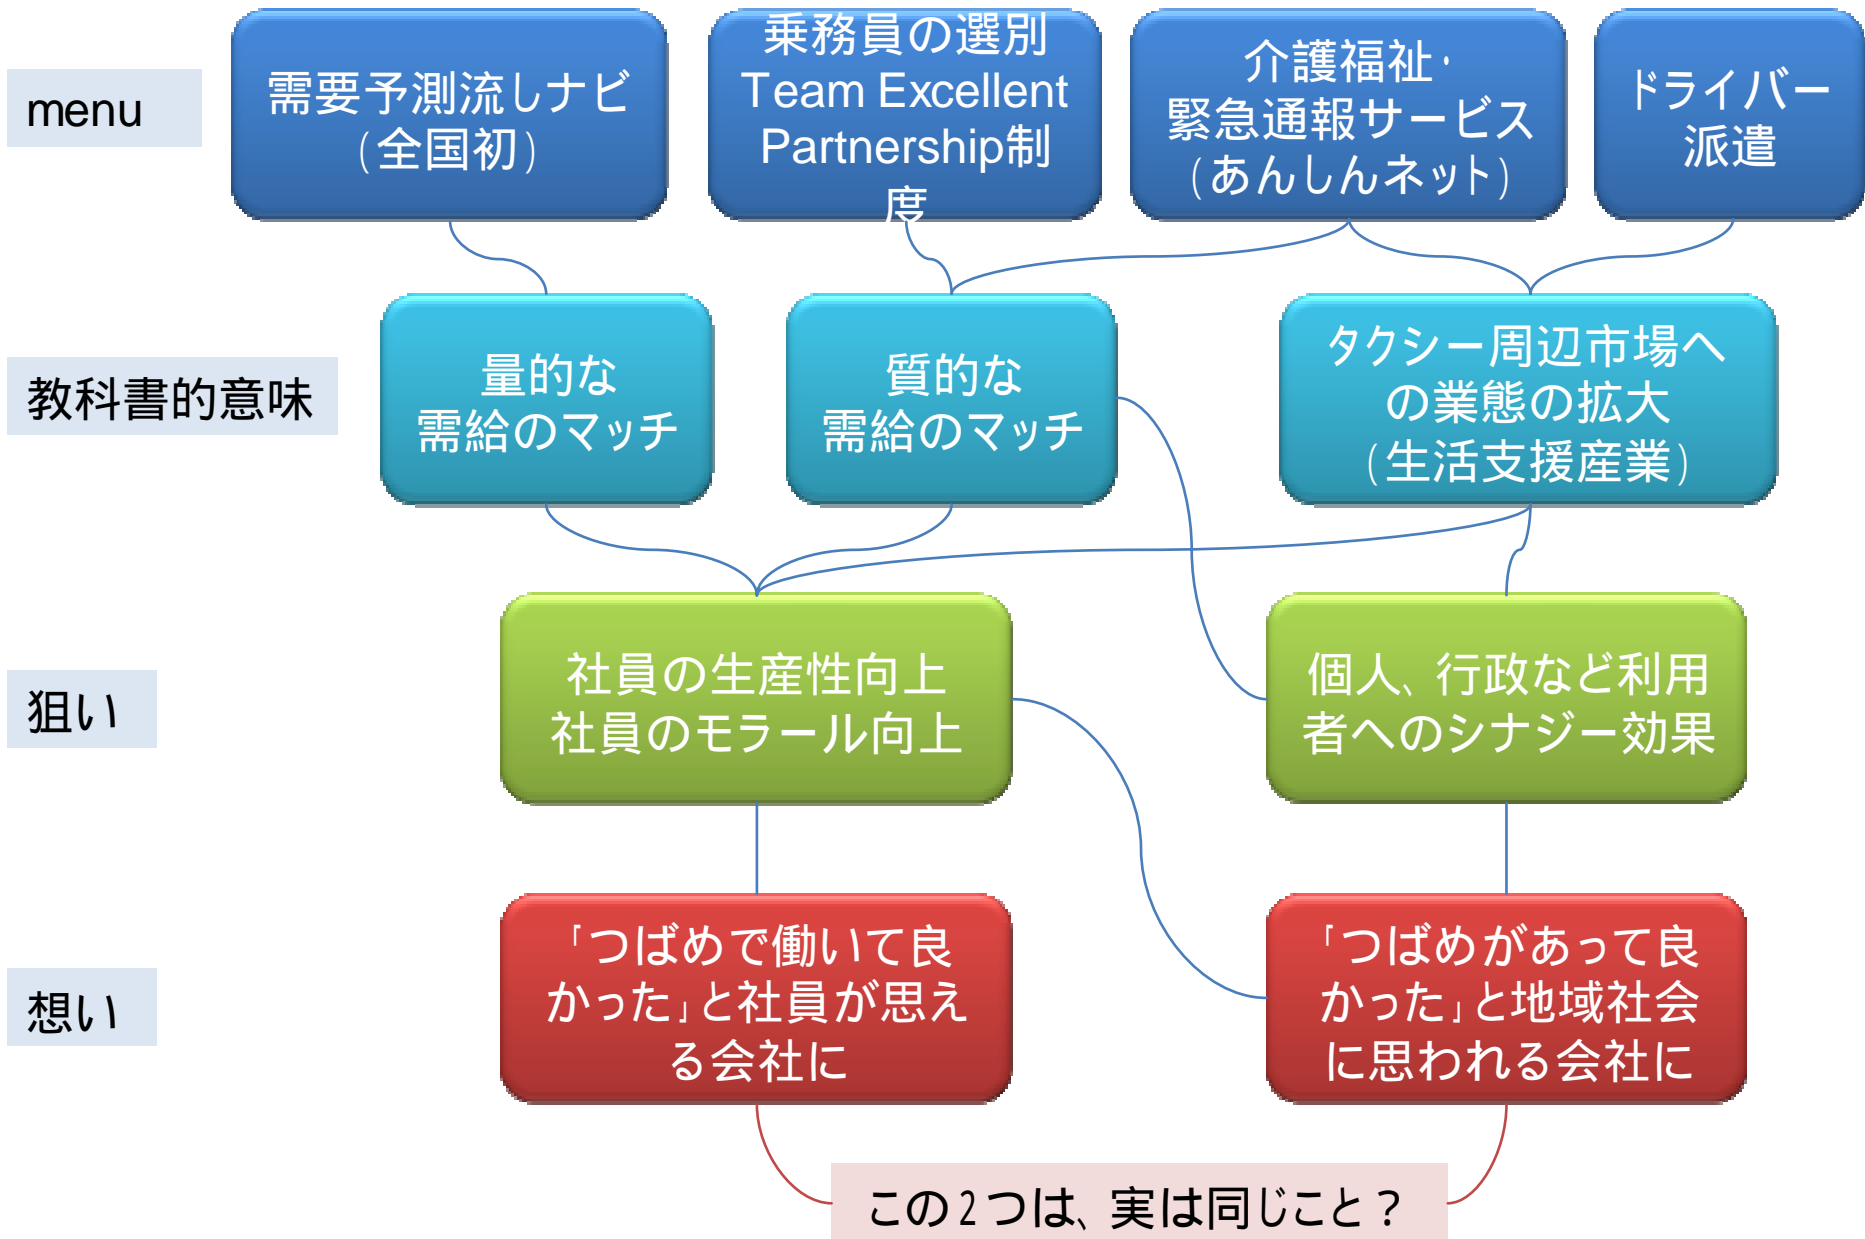 menu
需要予測流しナビ
(全国初)
乗務員の選別
Team Excellent
Partnership制
度
介護福祉・
緊急通報サービス
(あんしんネット)
ドライバー
派遣
教科書的意味
量的な
需給のマッチ
質的な
需給のマッチ
タクシー周辺市場へ
の業態の拡大
(生活支援産業)
狙い
社員の生産性向上
社員のモラール向上
個人、行政など利用
者へのシナジー効果
想い
「つばめで働いて良
かった」と社員が思え
る会社に
「つばめがあって良
かった」と地域社会
に思われる会社に
この2つは、実は同じこと?